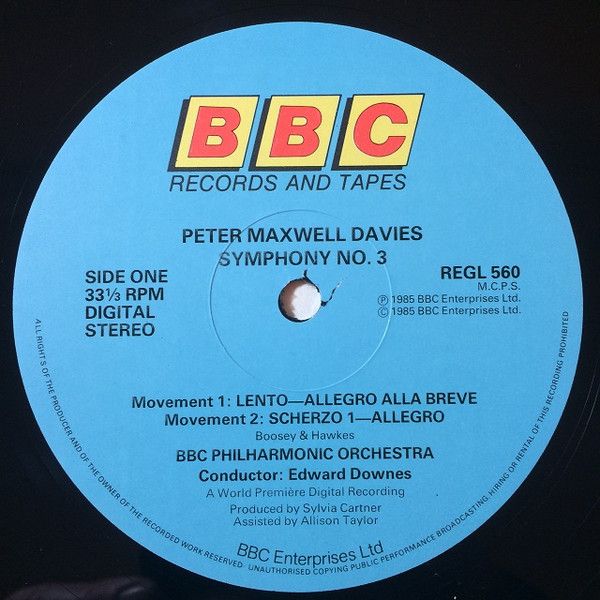 BBC
RECORDS AND TAPES
PETER MAXWELL DAVIES
SYMPHONY NO. 3
SIDE ONE
33⅓ RPM
DIGITAL
STEREO
REGL 560
M.C.P.S.
Ⓟ 1985 BBC Enterprises Ltd.
© 1985 BBC Enterprises Ltd.
Movement 1: LENTO—ALLEGRO ALLA BREVE
Movement 2: SCHERZO 1—ALLEGRO
Boosey & Hawkes
BBC PHILHARMONIC ORCHESTRA
Conductor: Edward Downes
A World Première Digital Recording
Produced by Sylvia Cartner
Assisted by Allison Taylor
BBC Enterprises Ltd
ALL RIGHTS OF THE PRODUCER AND OF THE OWNER OF THE RECORDED WORK RESERVED UNAUTHORISED COPYING PUBLIC PERFORMANCE BROADCASTING, HIRING OR RENTAL OF THIS RECORDING PROHIBITED